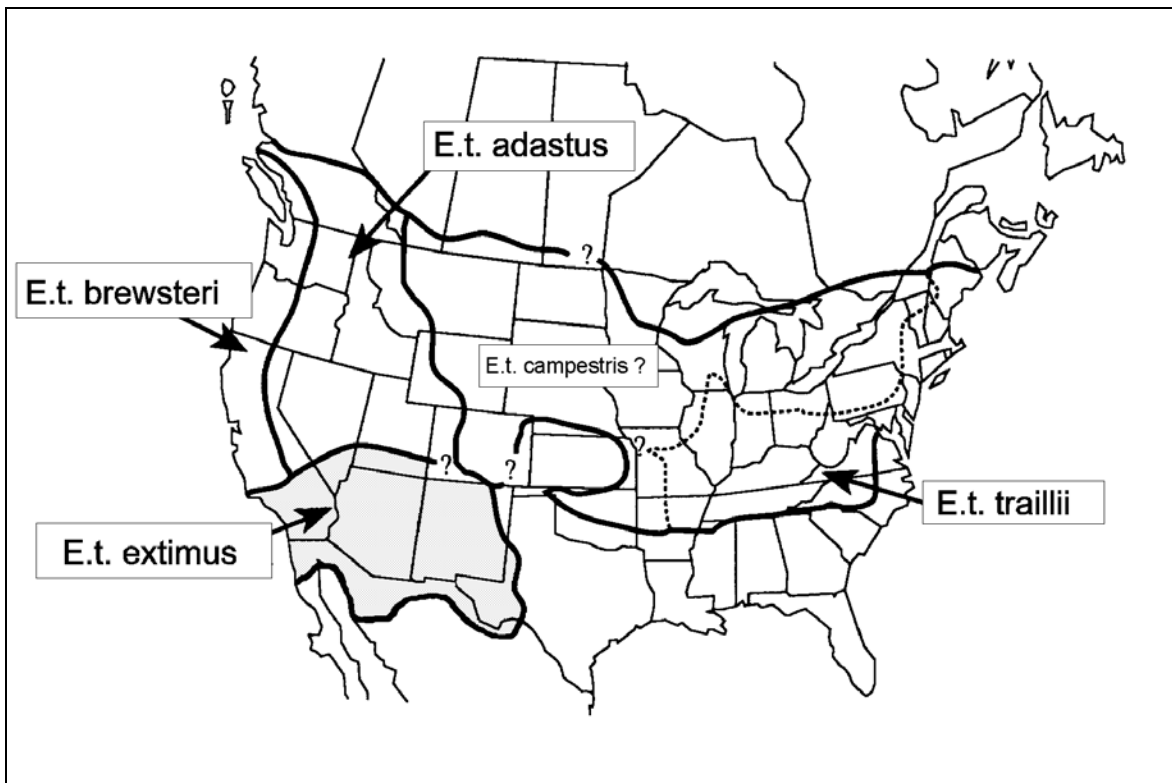 E.t. adastus
?
E.t. brewsteri
E.t. campestris ?
?
?
?
E.t. traillii
E.t. extimus